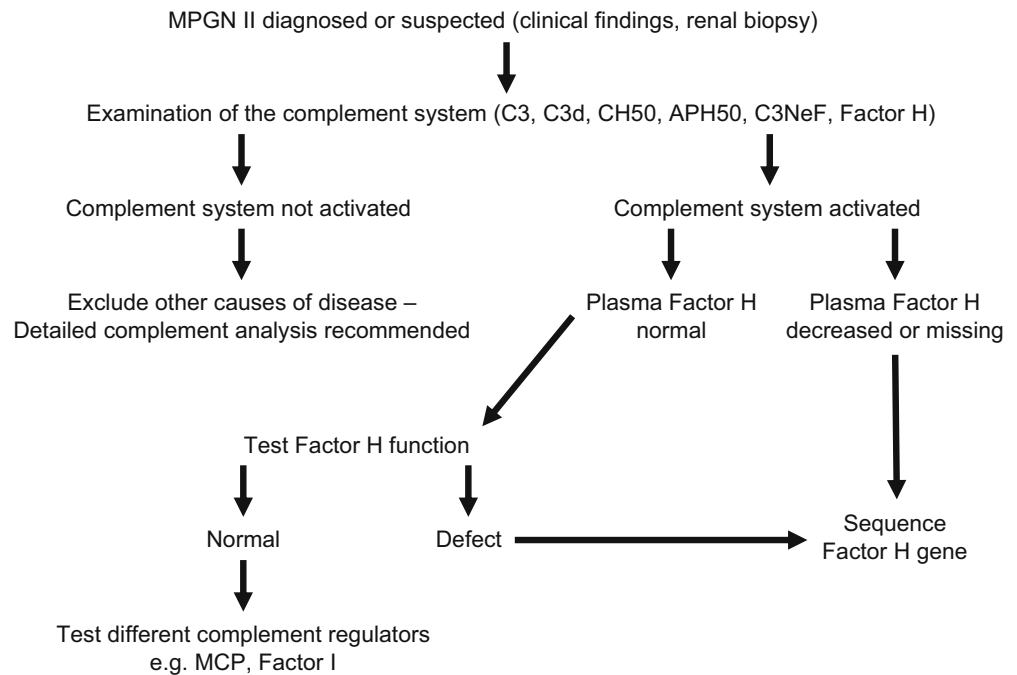 MPGN II diagnosed or suspected (clinical findings, renal biopsy)
Examination of the complement system (C3, C3d, CH50, APH50, C3NeF, Factor H)
Complement system not activated
Complement system activated
Exclude other causes of disease –
Detailed complement analysis recommended
Plasma Factor H
normal
Plasma Factor H
decreased or missing
Test Factor H function
Normal
Defect
Sequence
Factor H gene
Test different complement regulators
e.g. MCP, Factor I